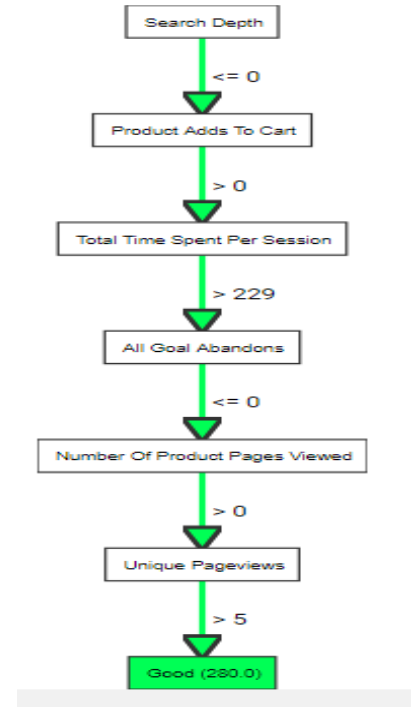 Search Depth
<= 0
Product Adds To Cart
> 0
Total Time Spent Per Session
> 229
All Goal Abandons
<= 0
Number Of Product Pages Viewed
> 0
Unique Pageviews
> 5
Good (280.0)